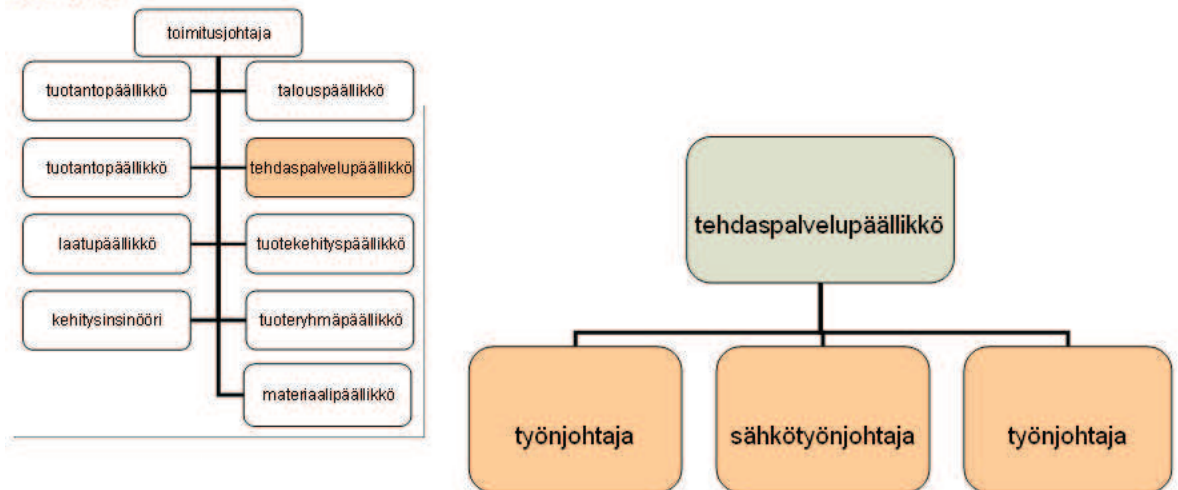 toimitusjohtaja
tuotantopäällikkö
talouspäällikkö
tuotantopäällikkö
tehdaspalvelupäällikkö
laatupäällikkö
tuotekehityspäällikkö
kehitysinsinööri
tuoteryhmäpäällikkö
materiaalipäällikkö
tehdaspalvelupäällikkö
työnjohtaja
sähkötyönjohtaja
työnjohtaja